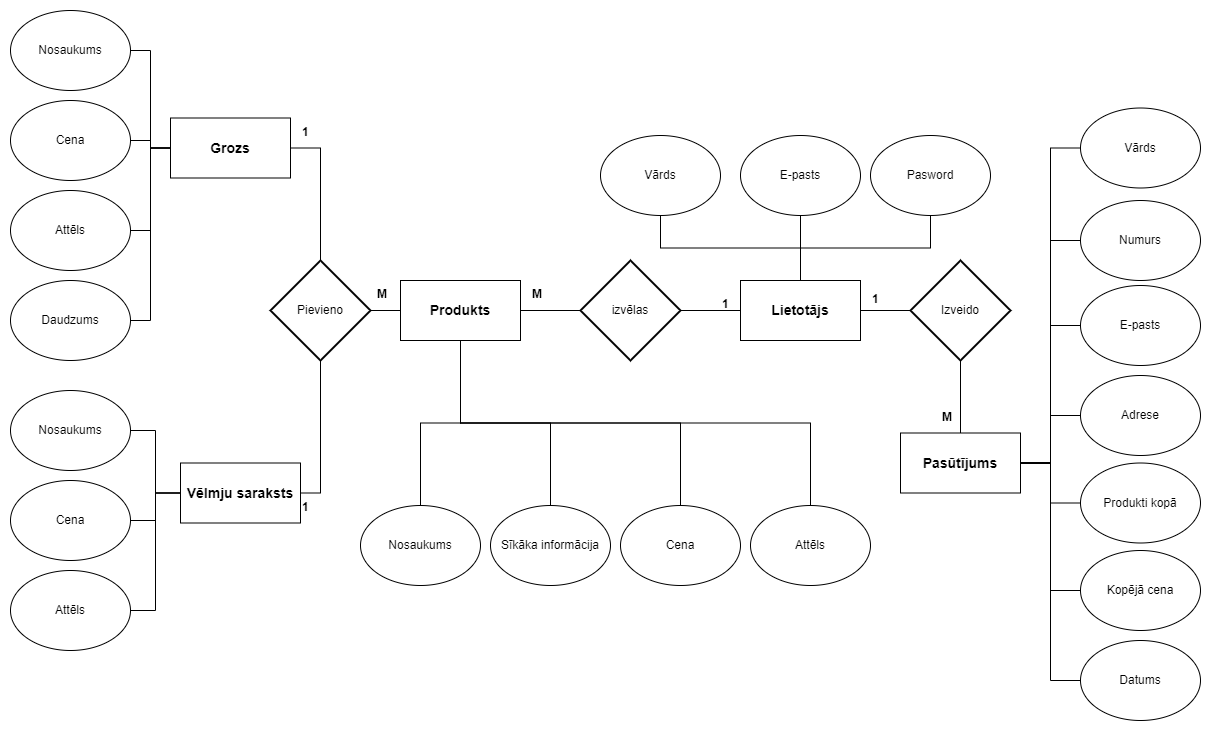 Nosaukums
Cena
Attēls
Daudzums
Grozs
1
Pievieno
Nosaukums
Cena
Attēls
Vēlmju saraksts
1
M
Produkts
M
Nosaukums
Sīkāka informācija
Cena
Attēls
izvēlas
1
Vārds
E-pasts
Pasword
Lietotājs
1
Izveido
M
Pasūtījums
Vārds
Numurs
E-pasts
Adrese
Produkti kopā
Kopējā cena
Datums